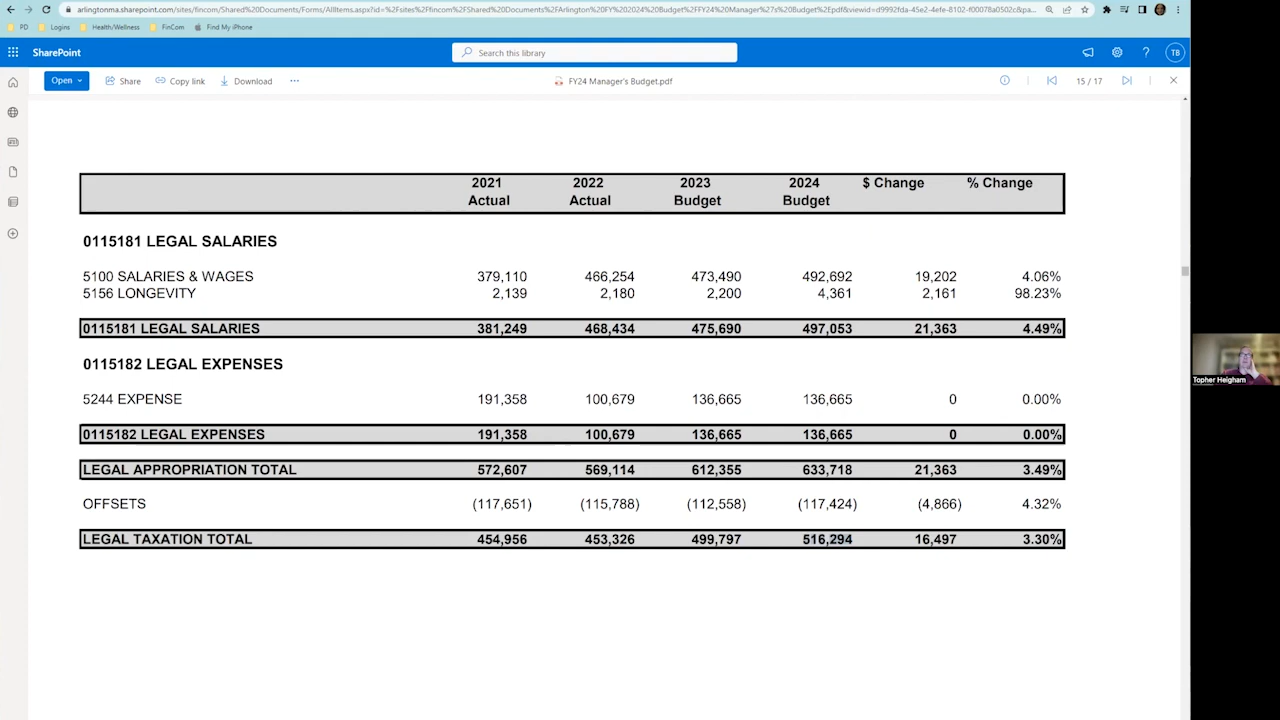 arlingtonma.sharepoint.com/sites/fincom/Shared%20Documents/Forms/AllItems.aspx?id=%2Fsites%2Ffincom%2FShared%20Documents%2FArlington%20FY%202024%20Budget%2FFY24%20Manager%27s%20Budget%2Epdf&viewid=d9992fda-45e2-4efe-8102-f00078a0502c&pa...
PD Logins Health/Wellness FinCom Find My iPhone
SharePoint Search this library ? TB
Open Share Copy link Download ... FY24 Manager's Budget.pdf 15 / 17
2021 2022 2023 2024 $ Change % Change
Actual Actual Budget Budget
0115181 LEGAL SALARIES
5100 SALARIES & WAGES 379,110 466,254 473,490 492,692 19,202 4.06%
5156 LONGEVITY 2,139 2,180 2,200 4,361 2,161 98.23%
0115181 LEGAL SALARIES 381,249 468,434 475,690 497,053 21,363 4.49%
0115182 LEGAL EXPENSES
5244 EXPENSE 191,358 100,679 136,665 136,665 0 0.00%
0115182 LEGAL EXPENSES 191,358 100,679 136,665 136,665 0 0.00%
LEGAL APPROPRIATION TOTAL 572,607 569,114 612,355 633,718 21,363 3.49%
OFFSETS (117,651) (115,788) (112,558) (117,424) (4,866) 4.32%
LEGAL TAXATION TOTAL 454,956 453,326 499,797 516,294 16,497 3.30%
Topher Heigham